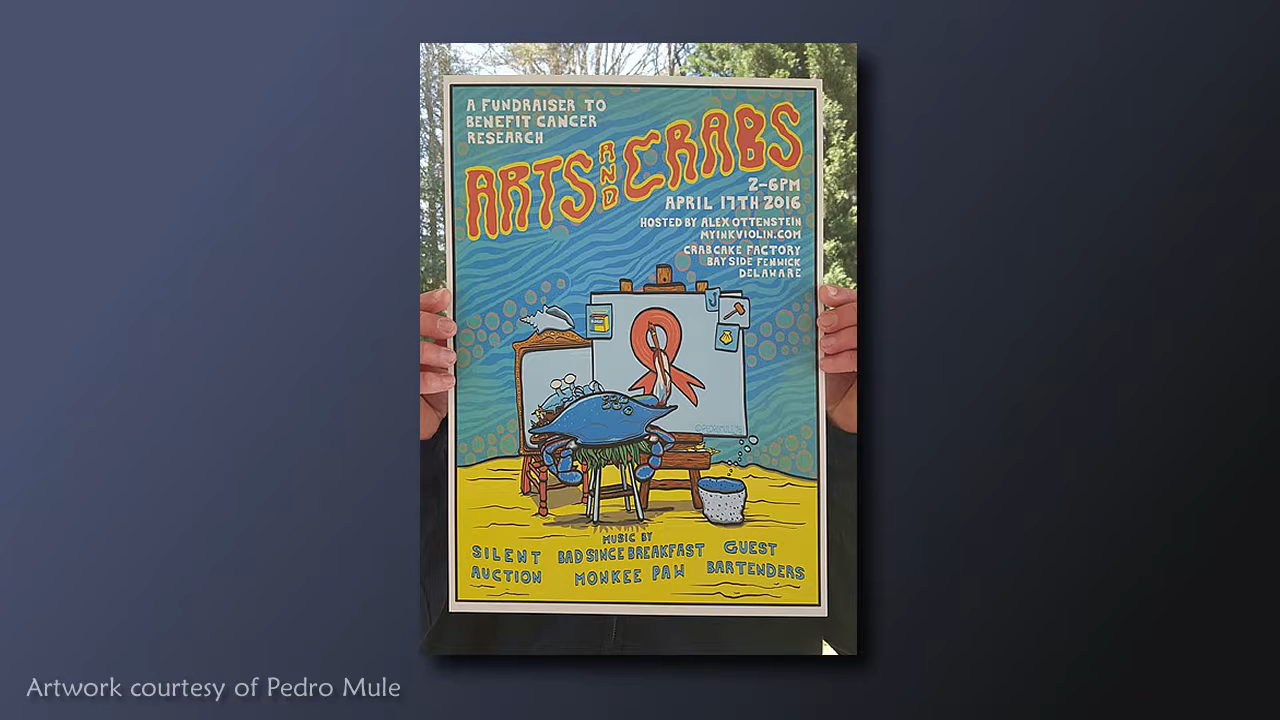 A FUNDRAISER TO
BENEFIT CANCER
RESEARCH
ARTS AND CRABS
2-6PM
APRIL 17TH 2016
HOSTED BY ALEX OTTENSTEIN
MYINKVIOLIN.COM
CRABCAKE FACTORY
BAYSIDE FENWICK
DELAWARE
©PEDROMULE'16
SILENT
AUCTION
MUSIC BY
BAD SINCE BREAKFAST
MONKEE PAW
GUEST
BARTENDERS
Artwork courtesy of Pedro Mule